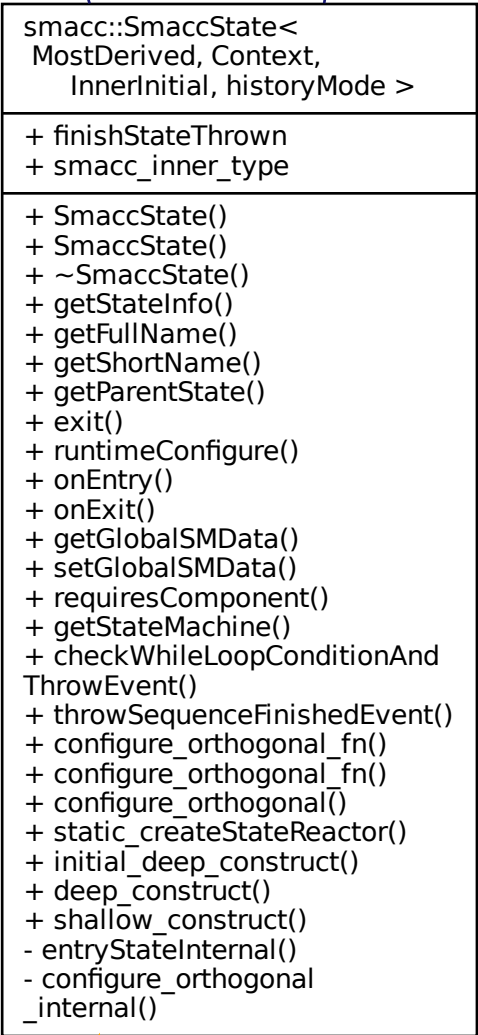 smacc::SmaccState<
MostDerived, Context,
InnerInitial, historyMode >
+ finishStateThrown
+ smacc_inner_type
+ SmaccState()
+ SmaccState()
+ ~SmaccState()
+ getStateInfo()
+ getFullName()
+ getShortName()
+ getParentState()
+ exit()
+ runtimeConfigure()
+ onEntry()
+ onExit()
+ getGlobalSMData()
+ setGlobalSMData()
+ requiresComponent()
+ getStateMachine()
+ checkWhileLoopConditionAnd
ThrowEvent()
+ throwSequenceFinishedEvent()
+ configure_orthogonal_fn()
+ configure_orthogonal_fn()
+ configure_orthogonal()
+ static_createStateReactor()
+ initial_deep_construct()
+ deep_construct()
+ shallow_construct()
- entryStateInternal()
- configure_orthogonal
_internal()